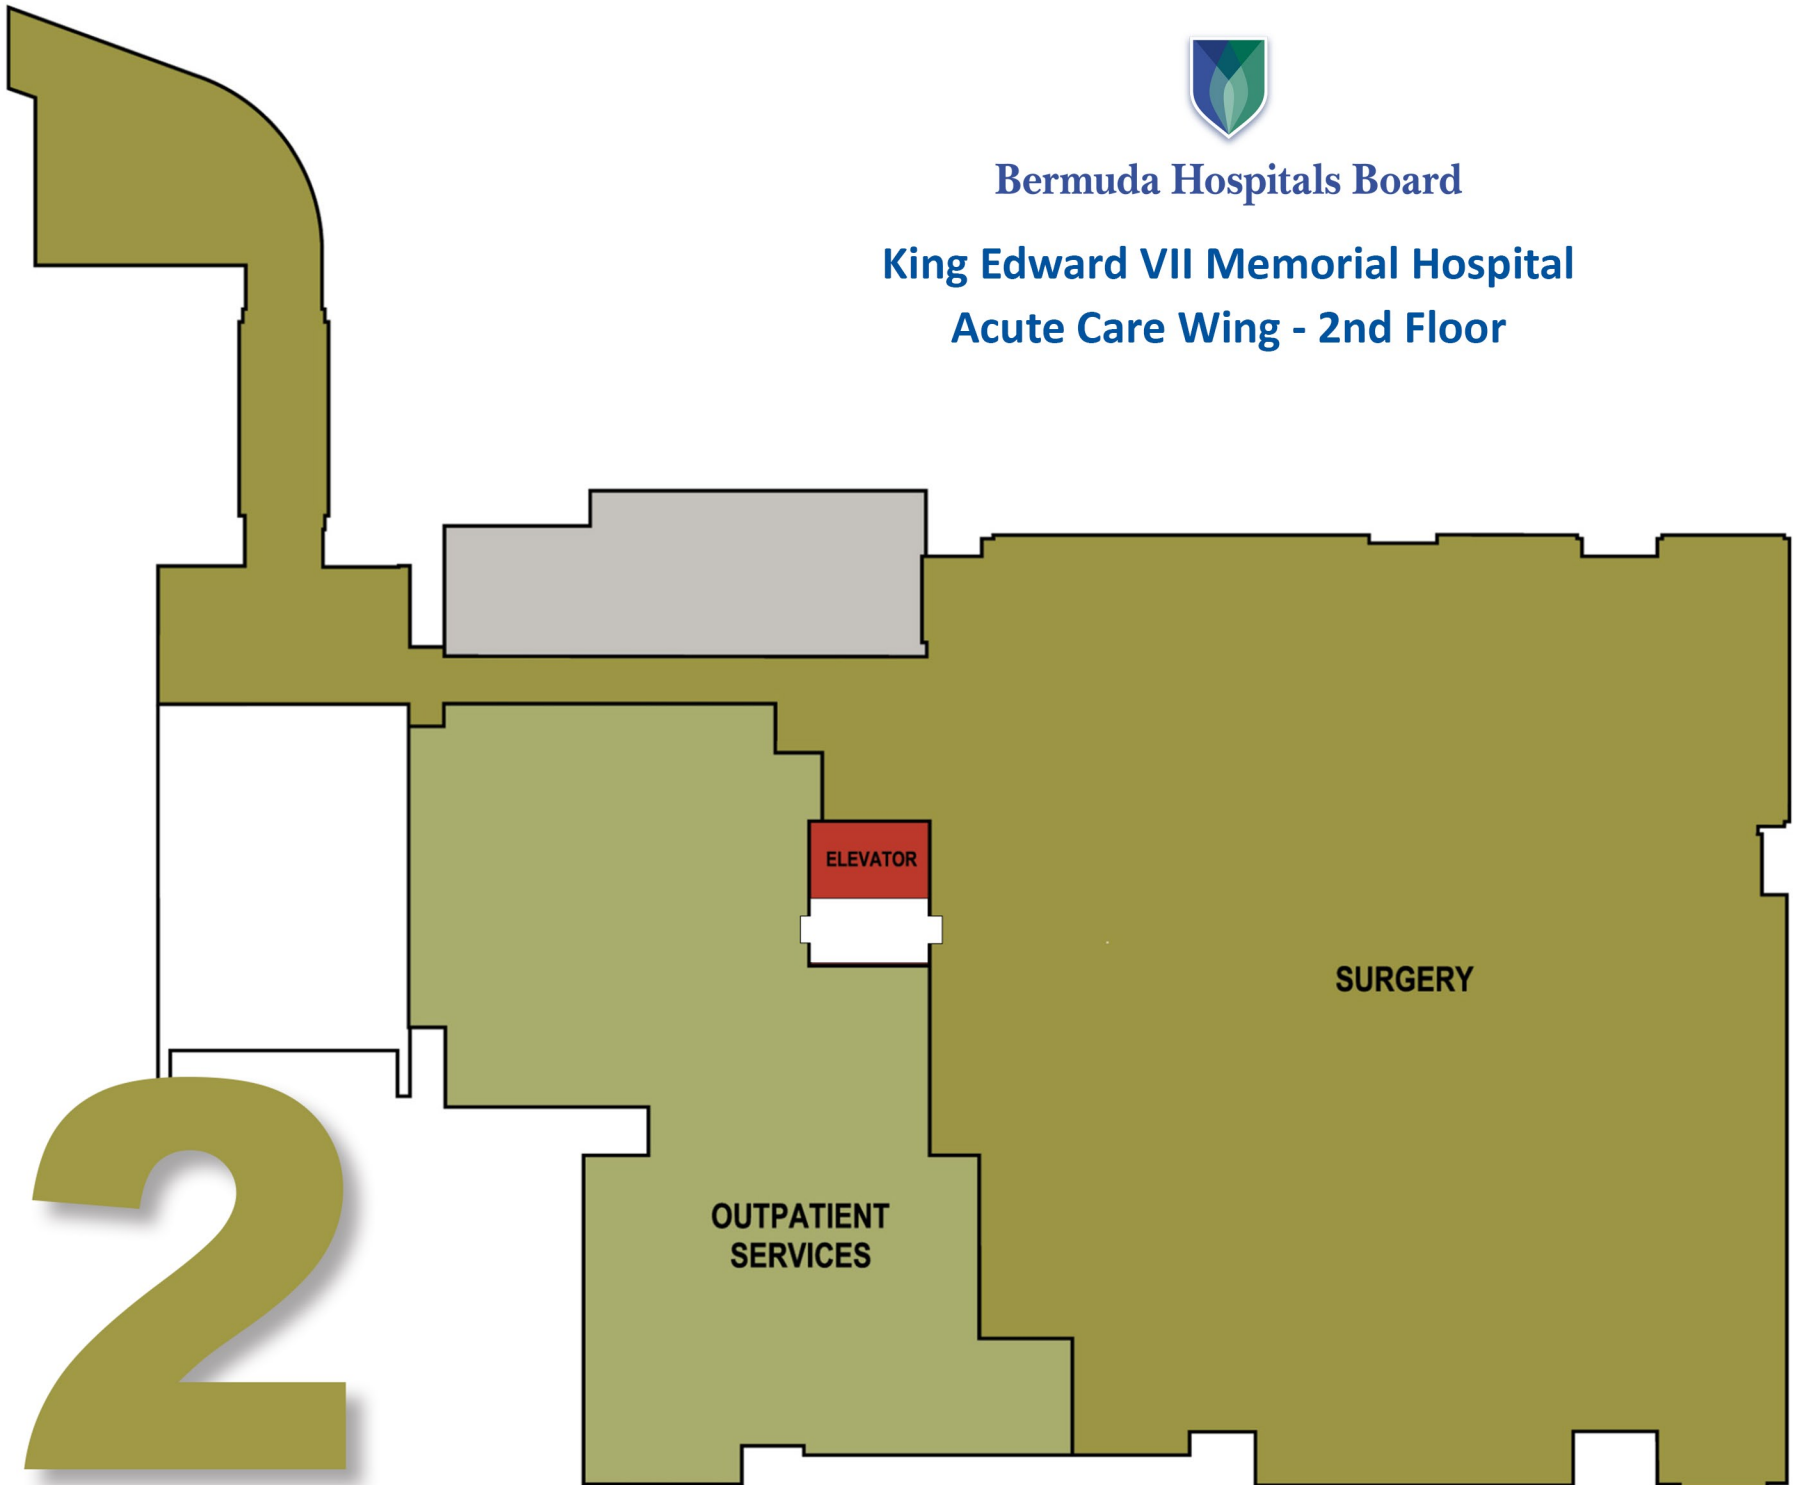 Bermuda Hospitals Board
King Edward VII Memorial Hospital
Acute Care Wing - 2nd Floor
ELEVATOR
SURGERY
OUTPATIENT
SERVICES
2